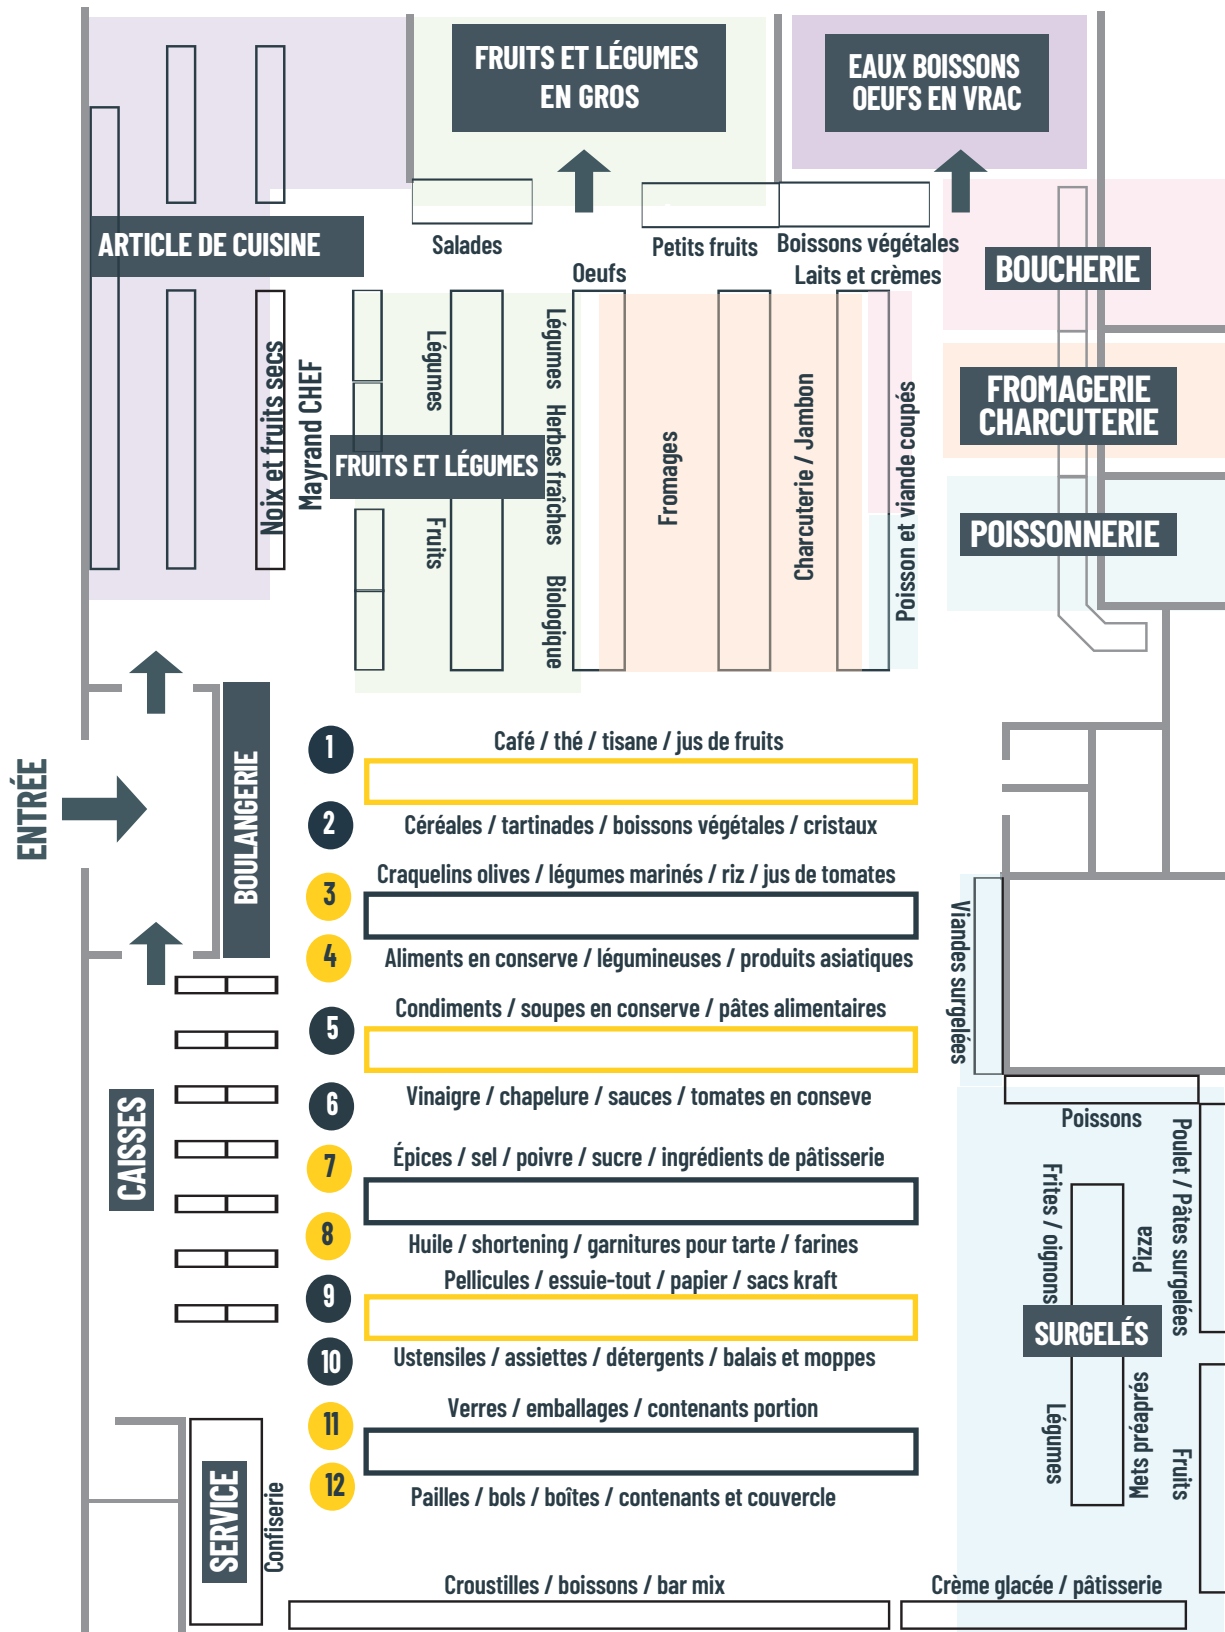 FRUITS ET LÉGUMES
EN GROS
EAUX BOISSONS
OEUFS EN VRAC
ARTICLE DE CUISINE
Salades
Oeufs
Petits fruits
Boissons végétales
Laits et crèmes
BOUCHERIE
Noix et fruits secs
Mayrand CHEF
Légumes
FRUITS ET LÉGUMES
Fruits
Légumes
Herbes fraîches
Biologique
Fromages
Charcuterie / Jambon
Poisson et viande coupés
FROMAGERIE
CHARCUTERIE
POISSONNERIE
ENTRÉE
BOULANGERIE
1
Café / thé / tisane / jus de fruits
2
Céréales / tartinades / boissons végétales / cristaux
3
Craquelins olives / légumes marinés / riz / jus de tomates
4
Aliments en conserve / légumineuses / produits asiatiques
5
Condiments / soupes en conserve / pâtes alimentaires
6
Vinaigre / chapelure / sauces / tomates en conseve
7
Épices / sel / poivre / sucre / ingrédients de pâtisserie
8
Huile / shortening / garnitures pour tarte / farines
9
Pellicules / essuie-tout / papier / sacs kraft
10
Ustensiles / assiettes / détergents / balais et moppes
11
Verres / emballages / contenants portion
12
Pailles / bols / boîtes / contenants et couvercle
CAISSES
SERVICE
Confiserie
Croustilles / boissons / bar mix
Crème glacée / pâtisserie
Viandes surgelées
Poissons
Poulet / Pâtes surgelées
Frites / oignons
Pizza
SURGELÉS
Légumes
Mets préaprés
Fruits